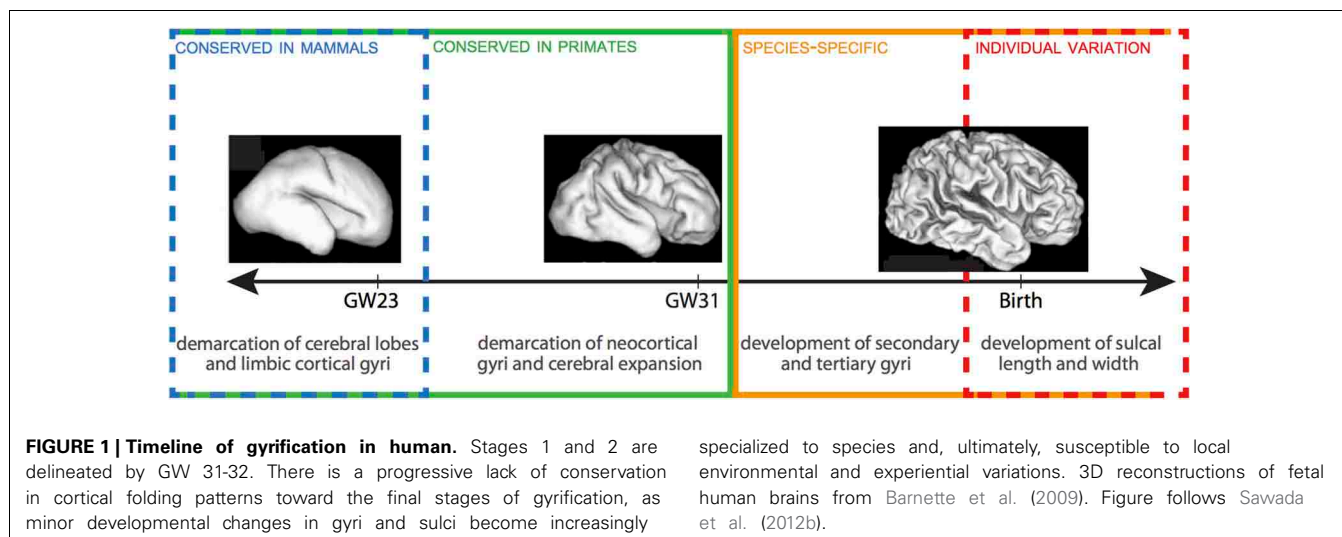 CONSERVED IN MAMMALS
CONSERVED IN PRIMATES
SPECIES-SPECIFIC
INDIVIDUAL VARIATION
GW23
GW31
Birth
demarcation of cerebral lobes
and limbic cortical gyri
demarcation of neocortical
gyri and cerebral expansion
development of secondary
and tertiary gyri
development of sulcal
length and width
FIGURE 1 | Timeline of gyrification in human. Stages 1 and 2 are
delineated by GW 31-32. There is a progressive lack of conservation
in cortical folding patterns toward the final stages of gyrification, as
minor developmental changes in gyri and sulci become increasingly
specialized to species and, ultimately, susceptible to local
environmental and experiential variations. 3D reconstructions of fetal
human brains from Barnette et al. (2009). Figure follows Sawada
et al. (2012b).